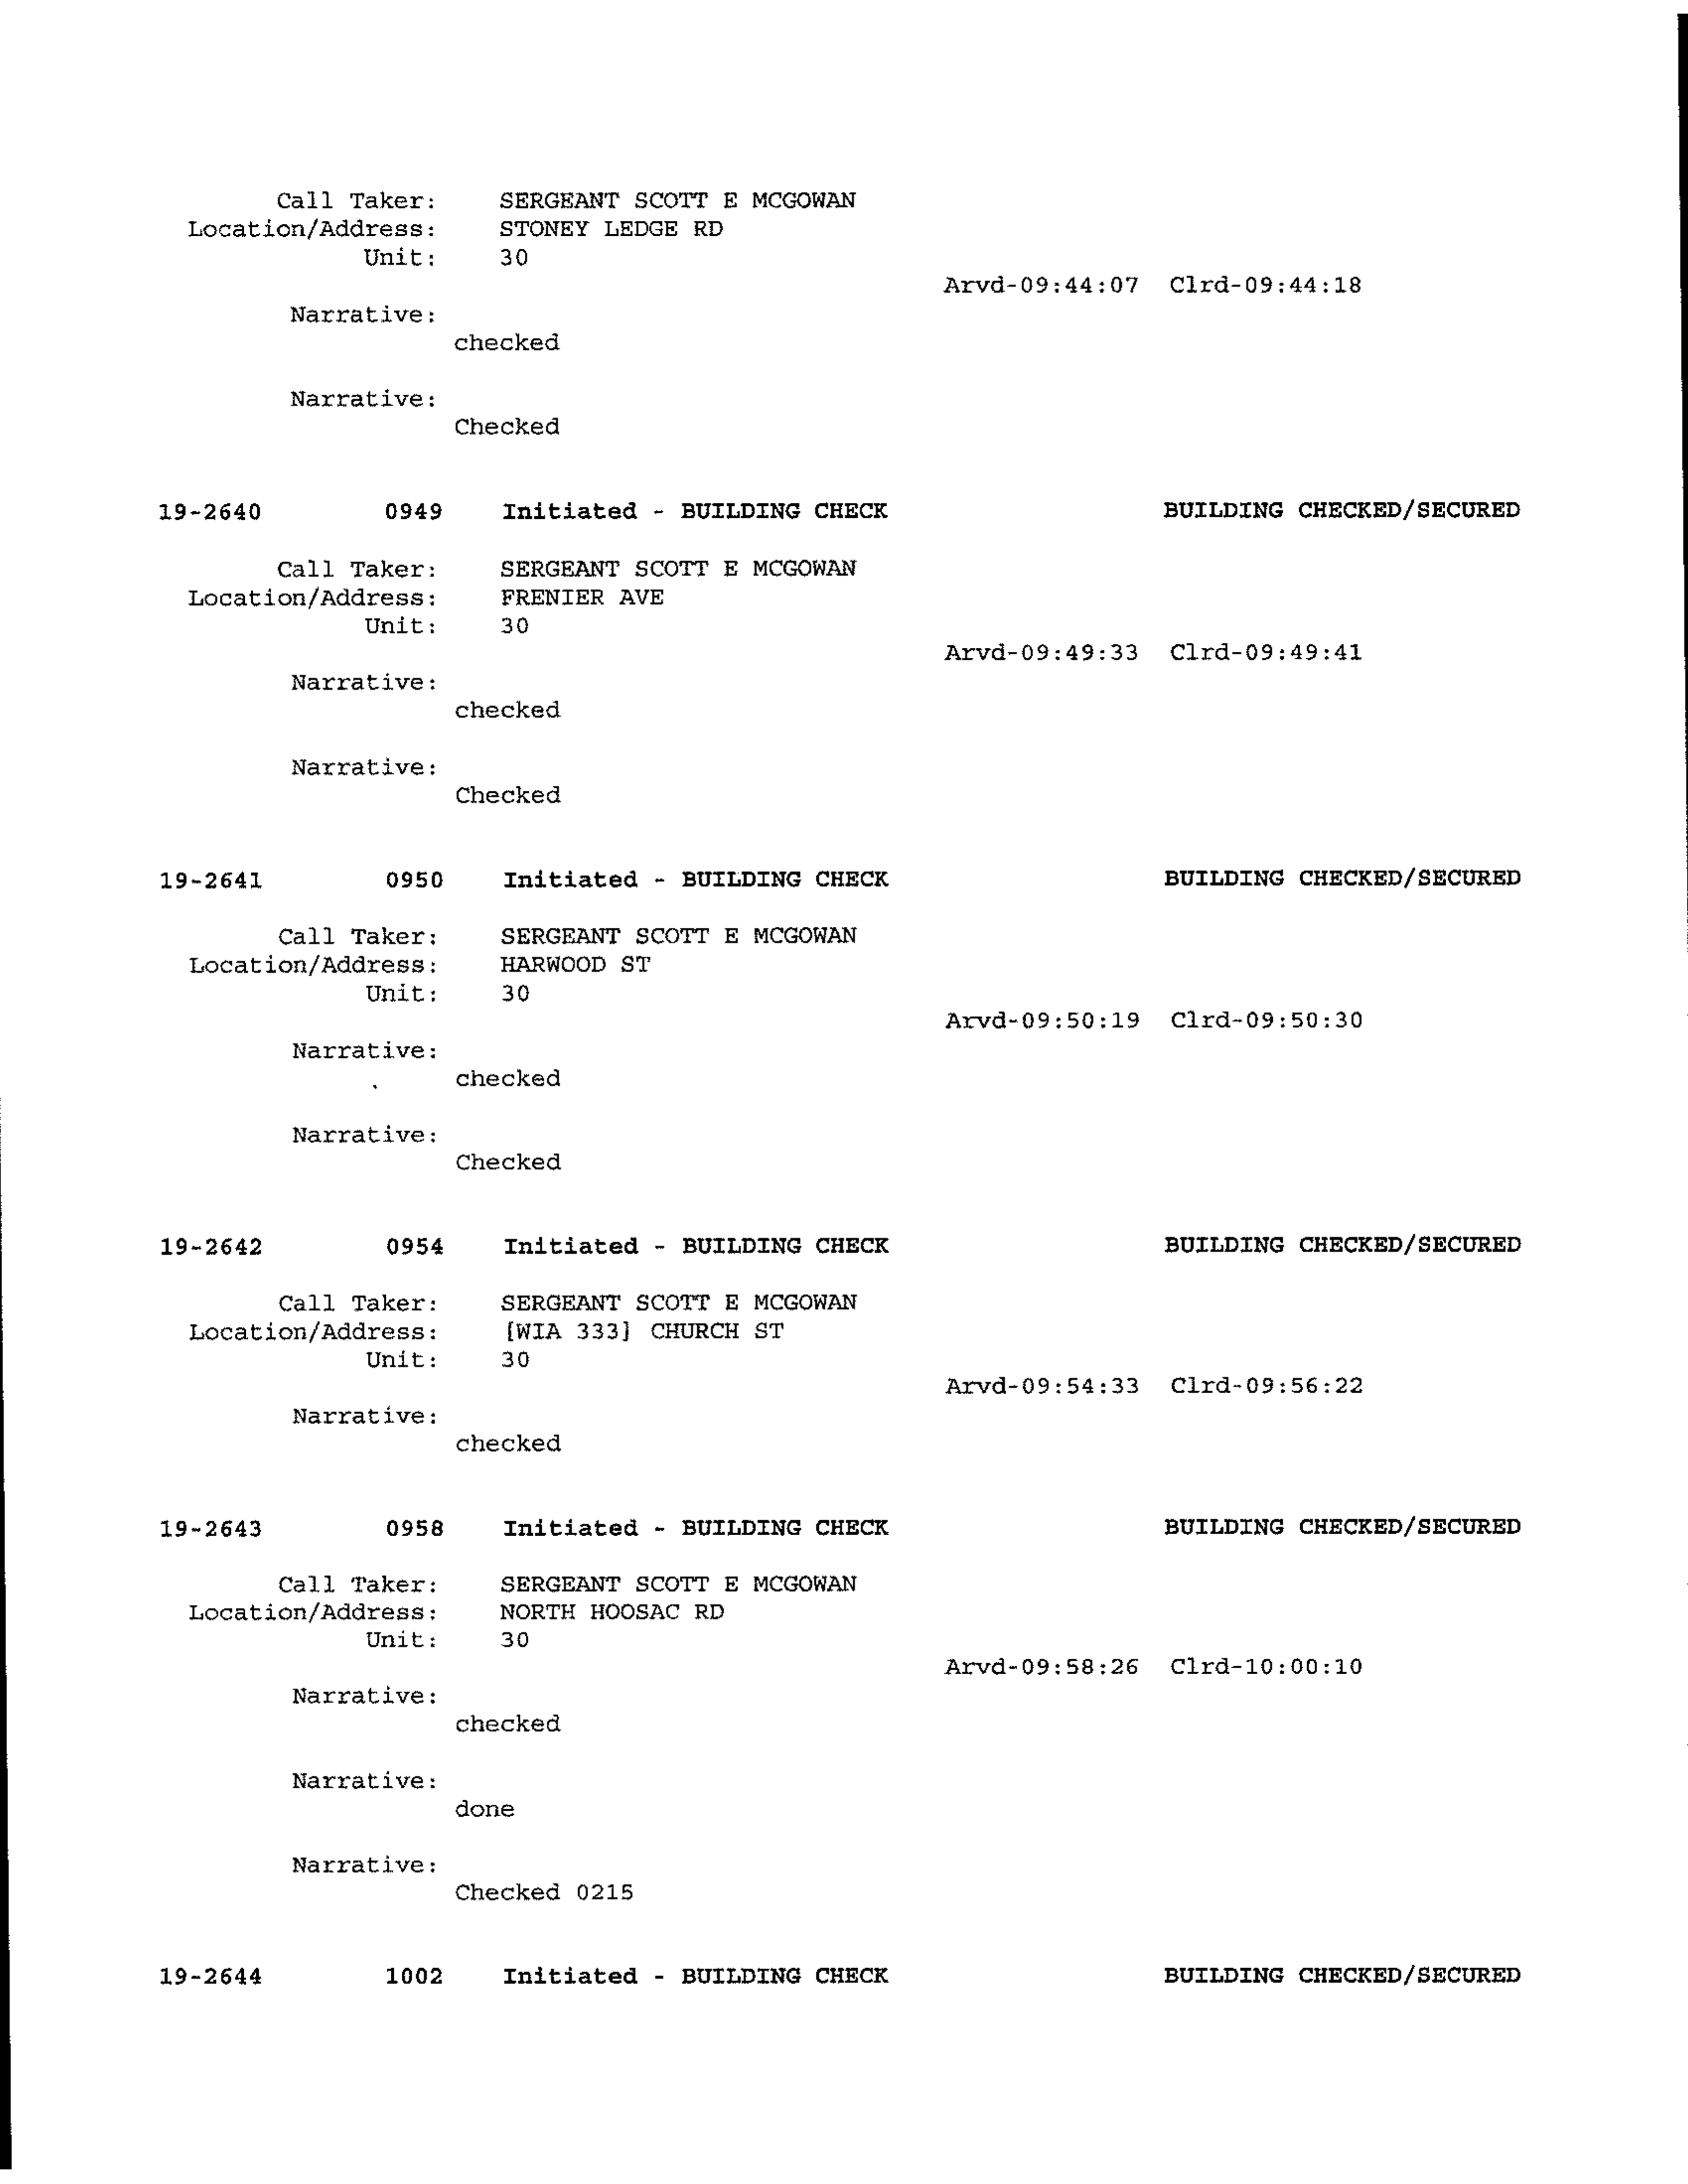 Call Taker: SERGEANT SCOTT E MCGOWAN
Location/Address: STONEY LEDGE RD
Unit: 30
Arvd-09:44:07 Clrd-09:44:18
Narrative:
checked
Narrative:
Checked
19-2640 0949 Initiated - BUILDING CHECK BUILDING CHECKED/SECURED
Call Taker: SERGEANT SCOTT E MCGOWAN
Location/Address: FRENIER AVE
Unit: 30
Arvd-09:49:33 Clrd-09:49:41
Narrative:
checked
Narrative:
Checked
19-2641 0950 Initiated - BUILDING CHECK BUILDING CHECKED/SECURED
Call Taker: SERGEANT SCOTT E MCGOWAN
Location/Address: HARWOOD ST
Unit: 30
Arvd-09:50:19 Clrd-09:50:30
Narrative:
checked
Narrative:
Checked
19-2642 0954 Initiated - BUILDING CHECK BUILDING CHECKED/SECURED
Call Taker: SERGEANT SCOTT E MCGOWAN
Location/Address: [WIA 333] CHURCH ST
Unit: 30
Arvd-09:54:33 Clrd-09:56:22
Narrative:
checked
19-2643 0958 Initiated - BUILDING CHECK BUILDING CHECKED/SECURED
Call Taker: SERGEANT SCOTT E MCGOWAN
Location/Address: NORTH HOOSAC RD
Unit: 30
Arvd-09:58:26 Clrd-10:00:10
Narrative:
checked
Narrative:
done
Narrative:
Checked 0215
19-2644 1002 Initiated - BUILDING CHECK BUILDING CHECKED/SECURED